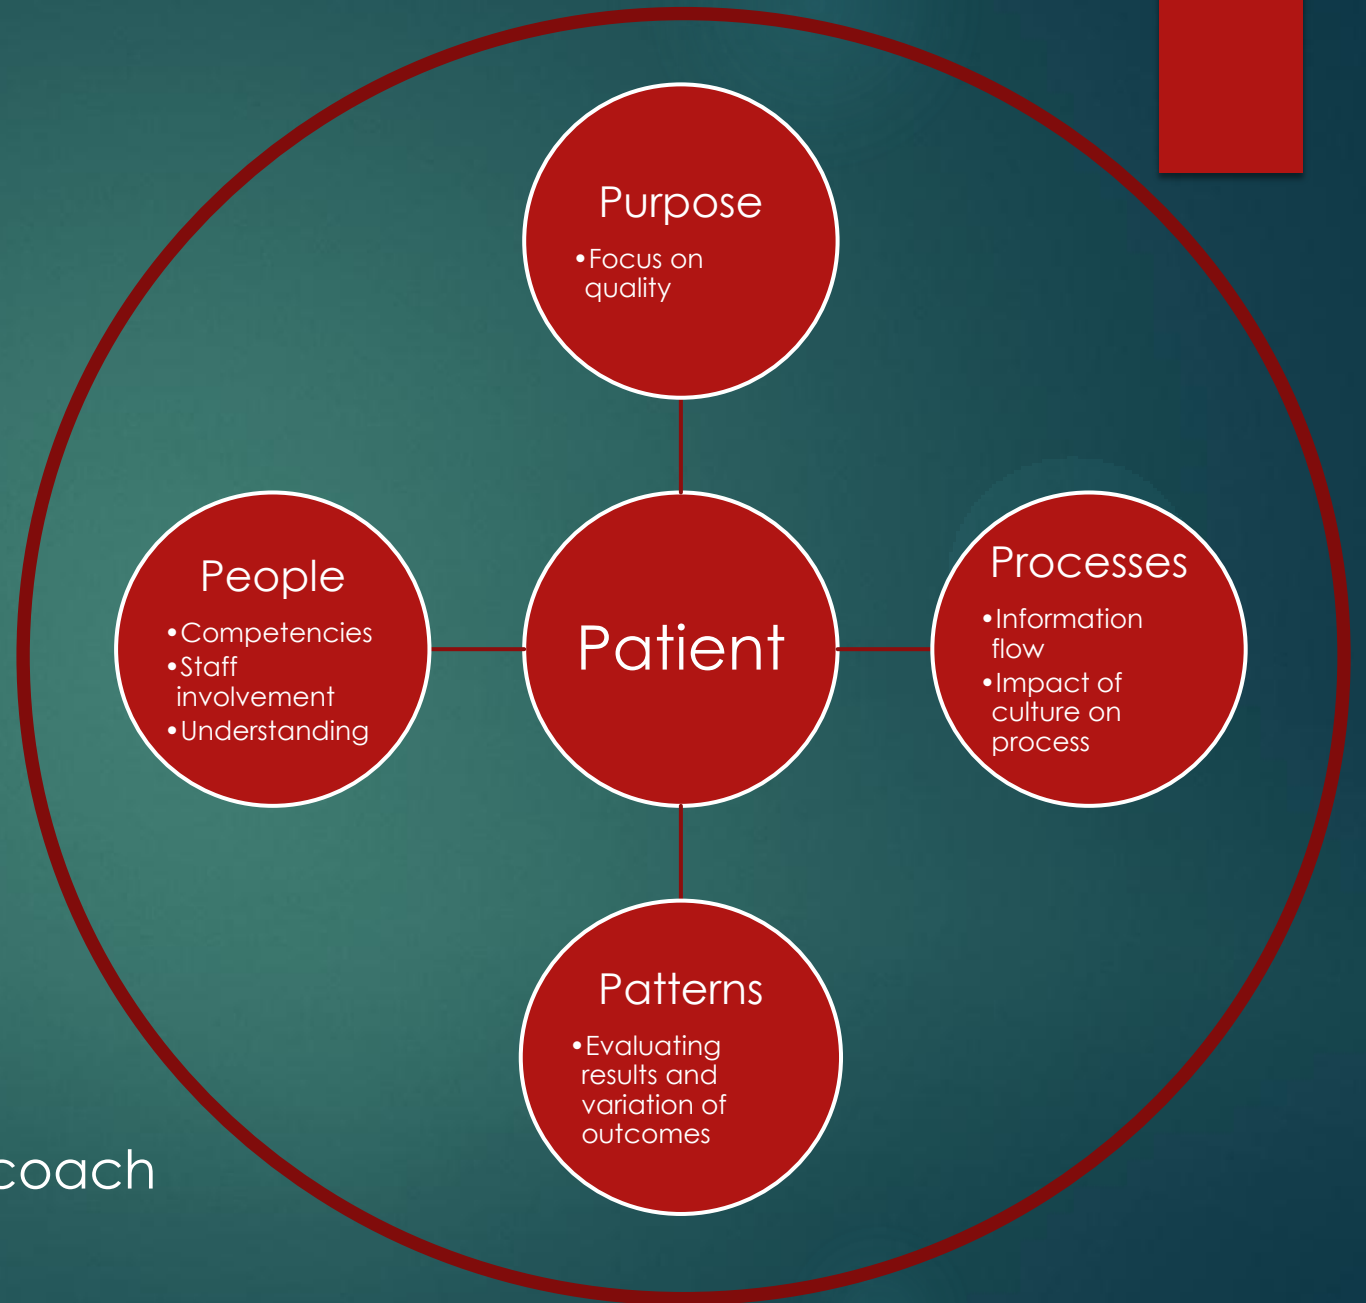 Purpose
•Focus on
quality
People
•Competencies
•Staff
involvement
•Understanding
Patient
Processes
•Information
flow
•Impact of
culture on
process
Patterns
•Evaluating
results and
variation of
outcomes
coach